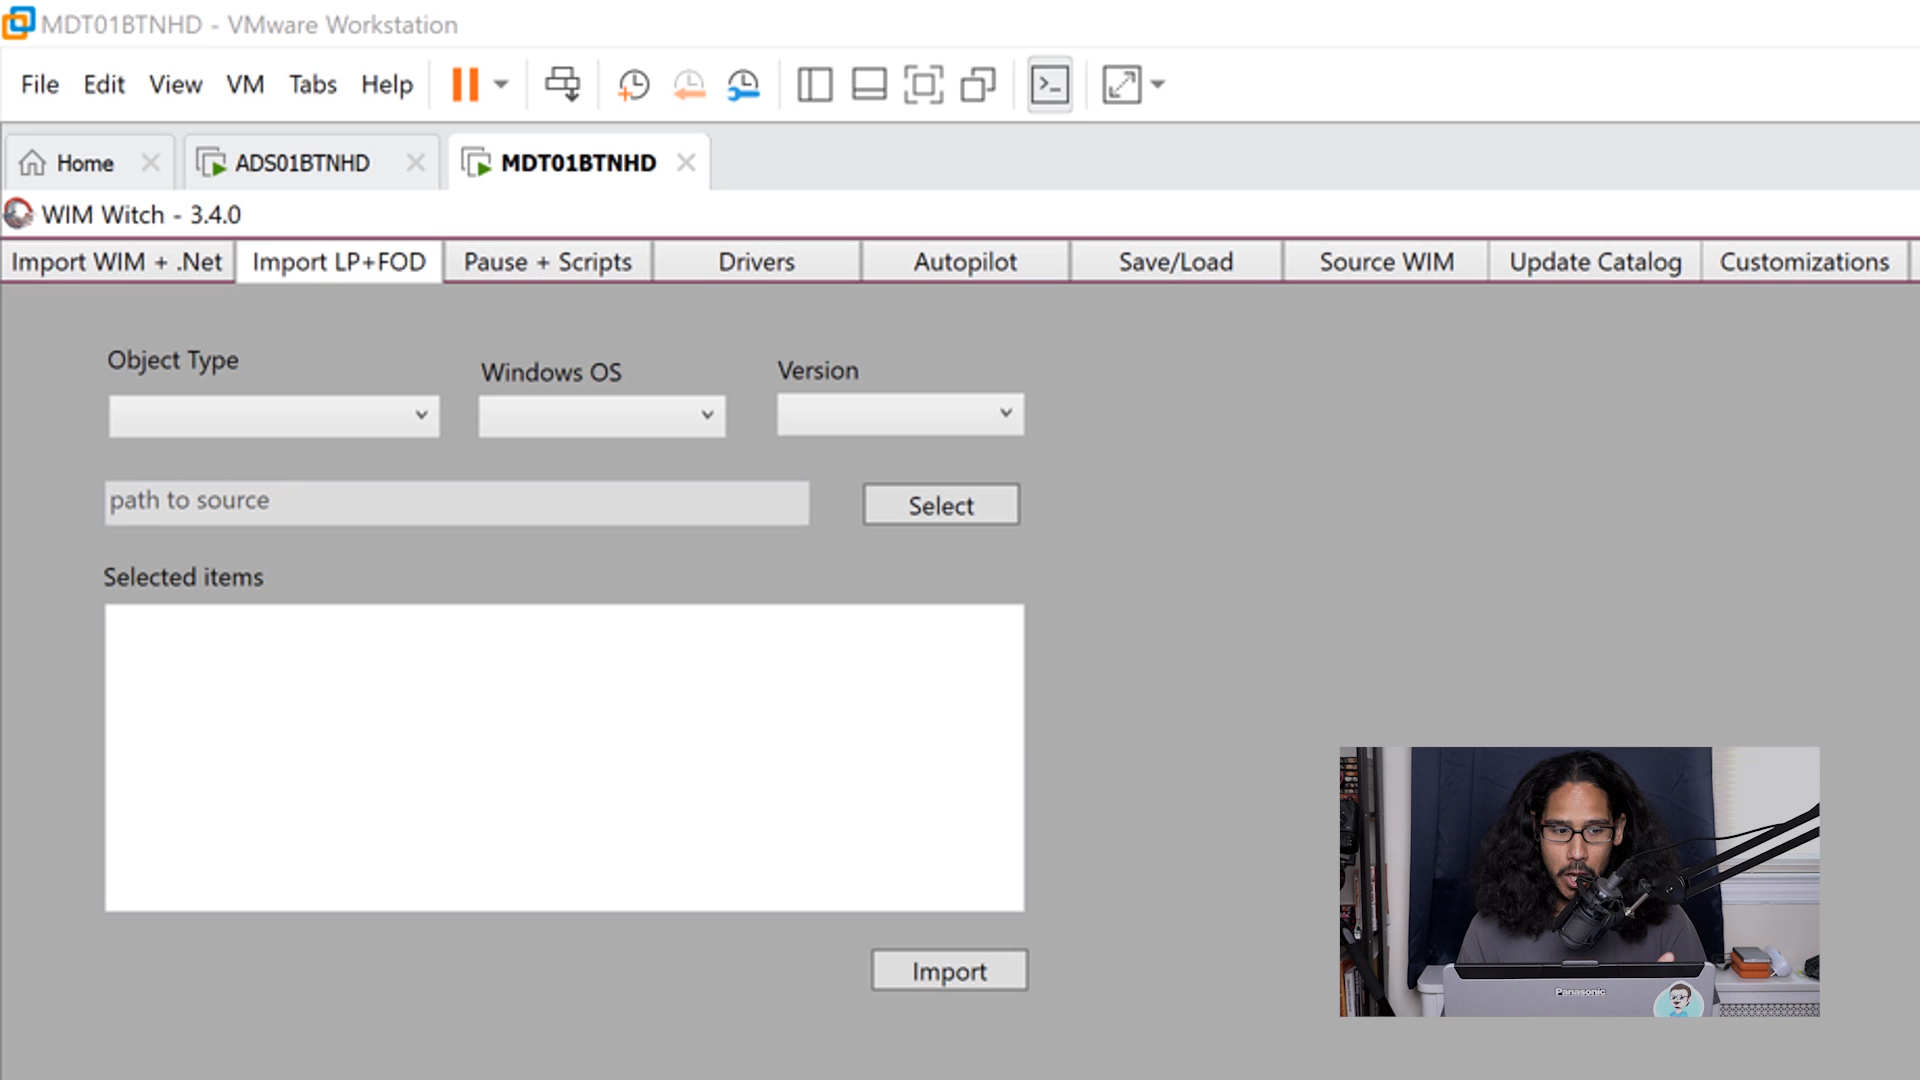 MDT01BTNHD - VMware Workstation
File Edit View VM Tabs Help
Home ADS01BTNHD MDT01BTNHD
WIM Witch - 3.4.0
Import WIM + .Net Import LP+FOD Pause + Scripts Drivers Autopilot Save/Load Source WIM Update Catalog Customizations
Object Type Windows OS Version
path to source Select
Selected items
Import
Panasonic